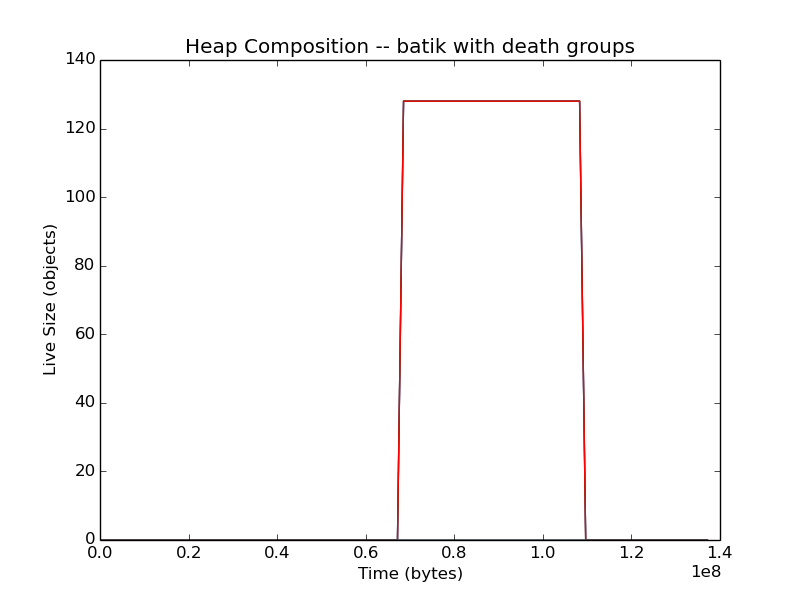 Heap Composition -- batik with death groups
140
120
100
80
60
40
20
0
Live Size (objects)
0.0 0.2 0.4 0.6 0.8 1.0 1.2 1.4
1e8
Time (bytes)